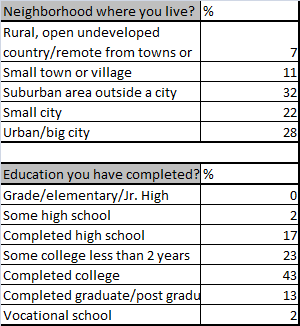 Neighborhood where you live? %
Rural, open undeveloped
country/remote from towns or 7
Small town or village 11
Suburban area outside a city 32
Small city 22
Urban/big city 28
Education you have completed? %
Grade/elementary/Jr. High 0
Some high school 2
Completed high school 17
Some college less than 2 years 23
Completed college 43
Completed graduate/post gradu 13
Vocational school 2